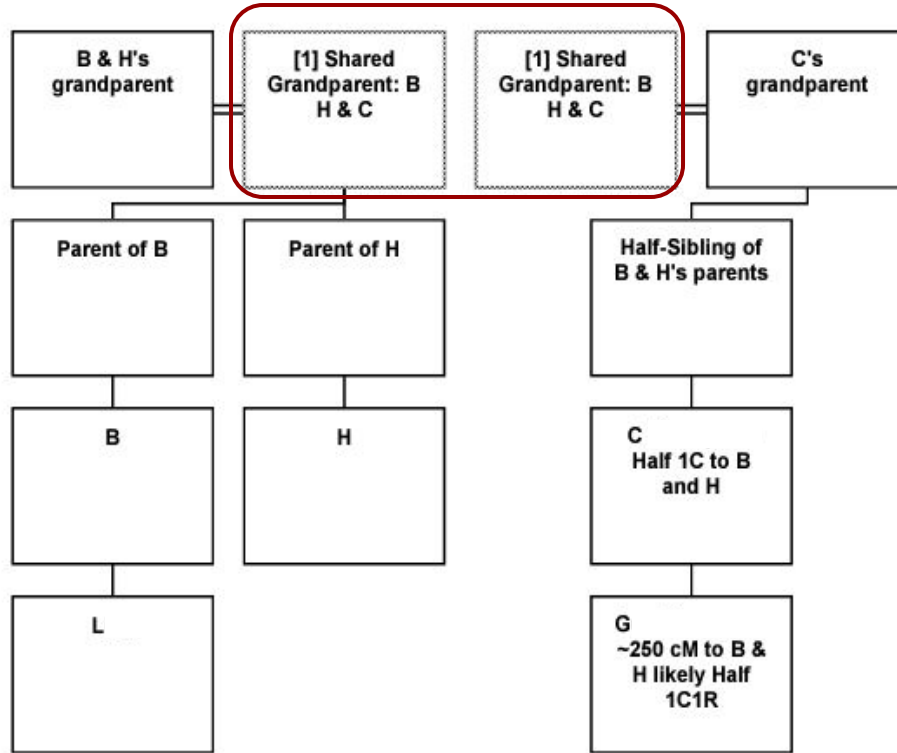 B & H's
grandparent
[1] Shared
Grandparent: B
H & C
[1] Shared
Grandparent: B
H & C
C's
grandparent
Parent of B
Parent of H
Half-Sibling of
B & H's parents
B
H
C
Half 1C to B
and H
L
G
~250 cM to B &
H likely Half
1C1R